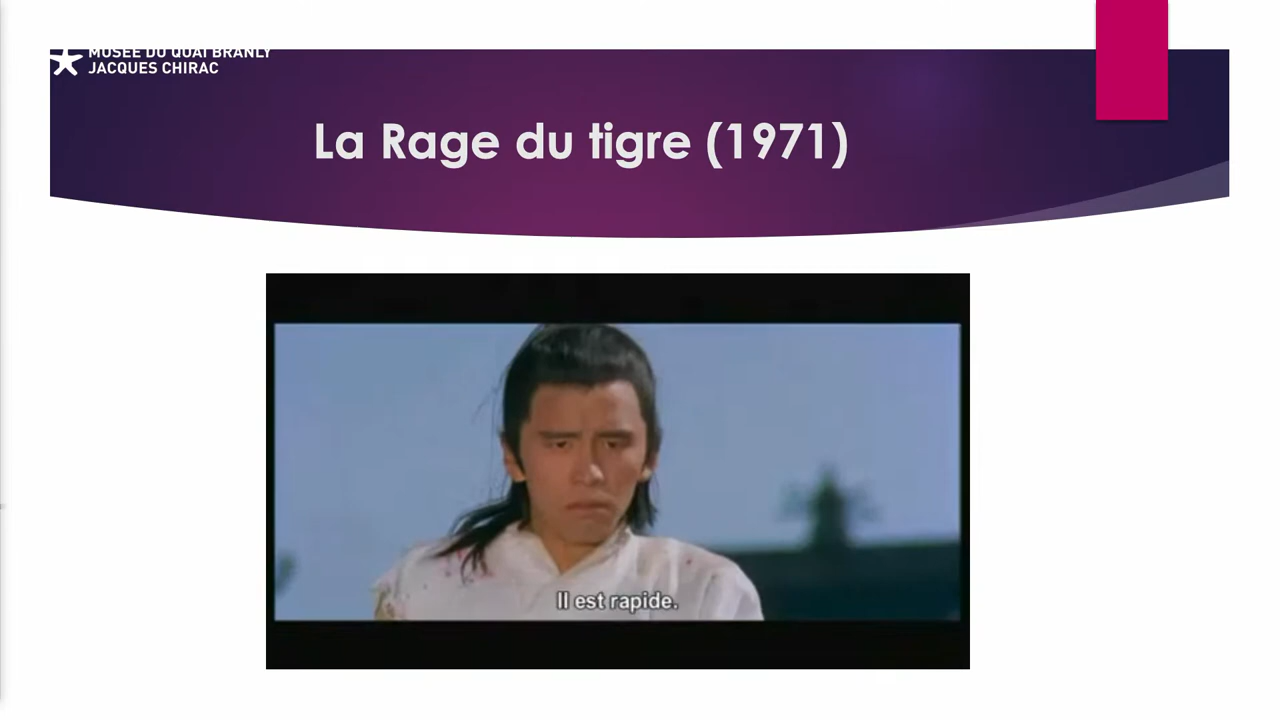 MUSÉE DU QUAI BRANLY
JACQUES CHIRAC
La Rage du tigre (1971)
Il est rapide.